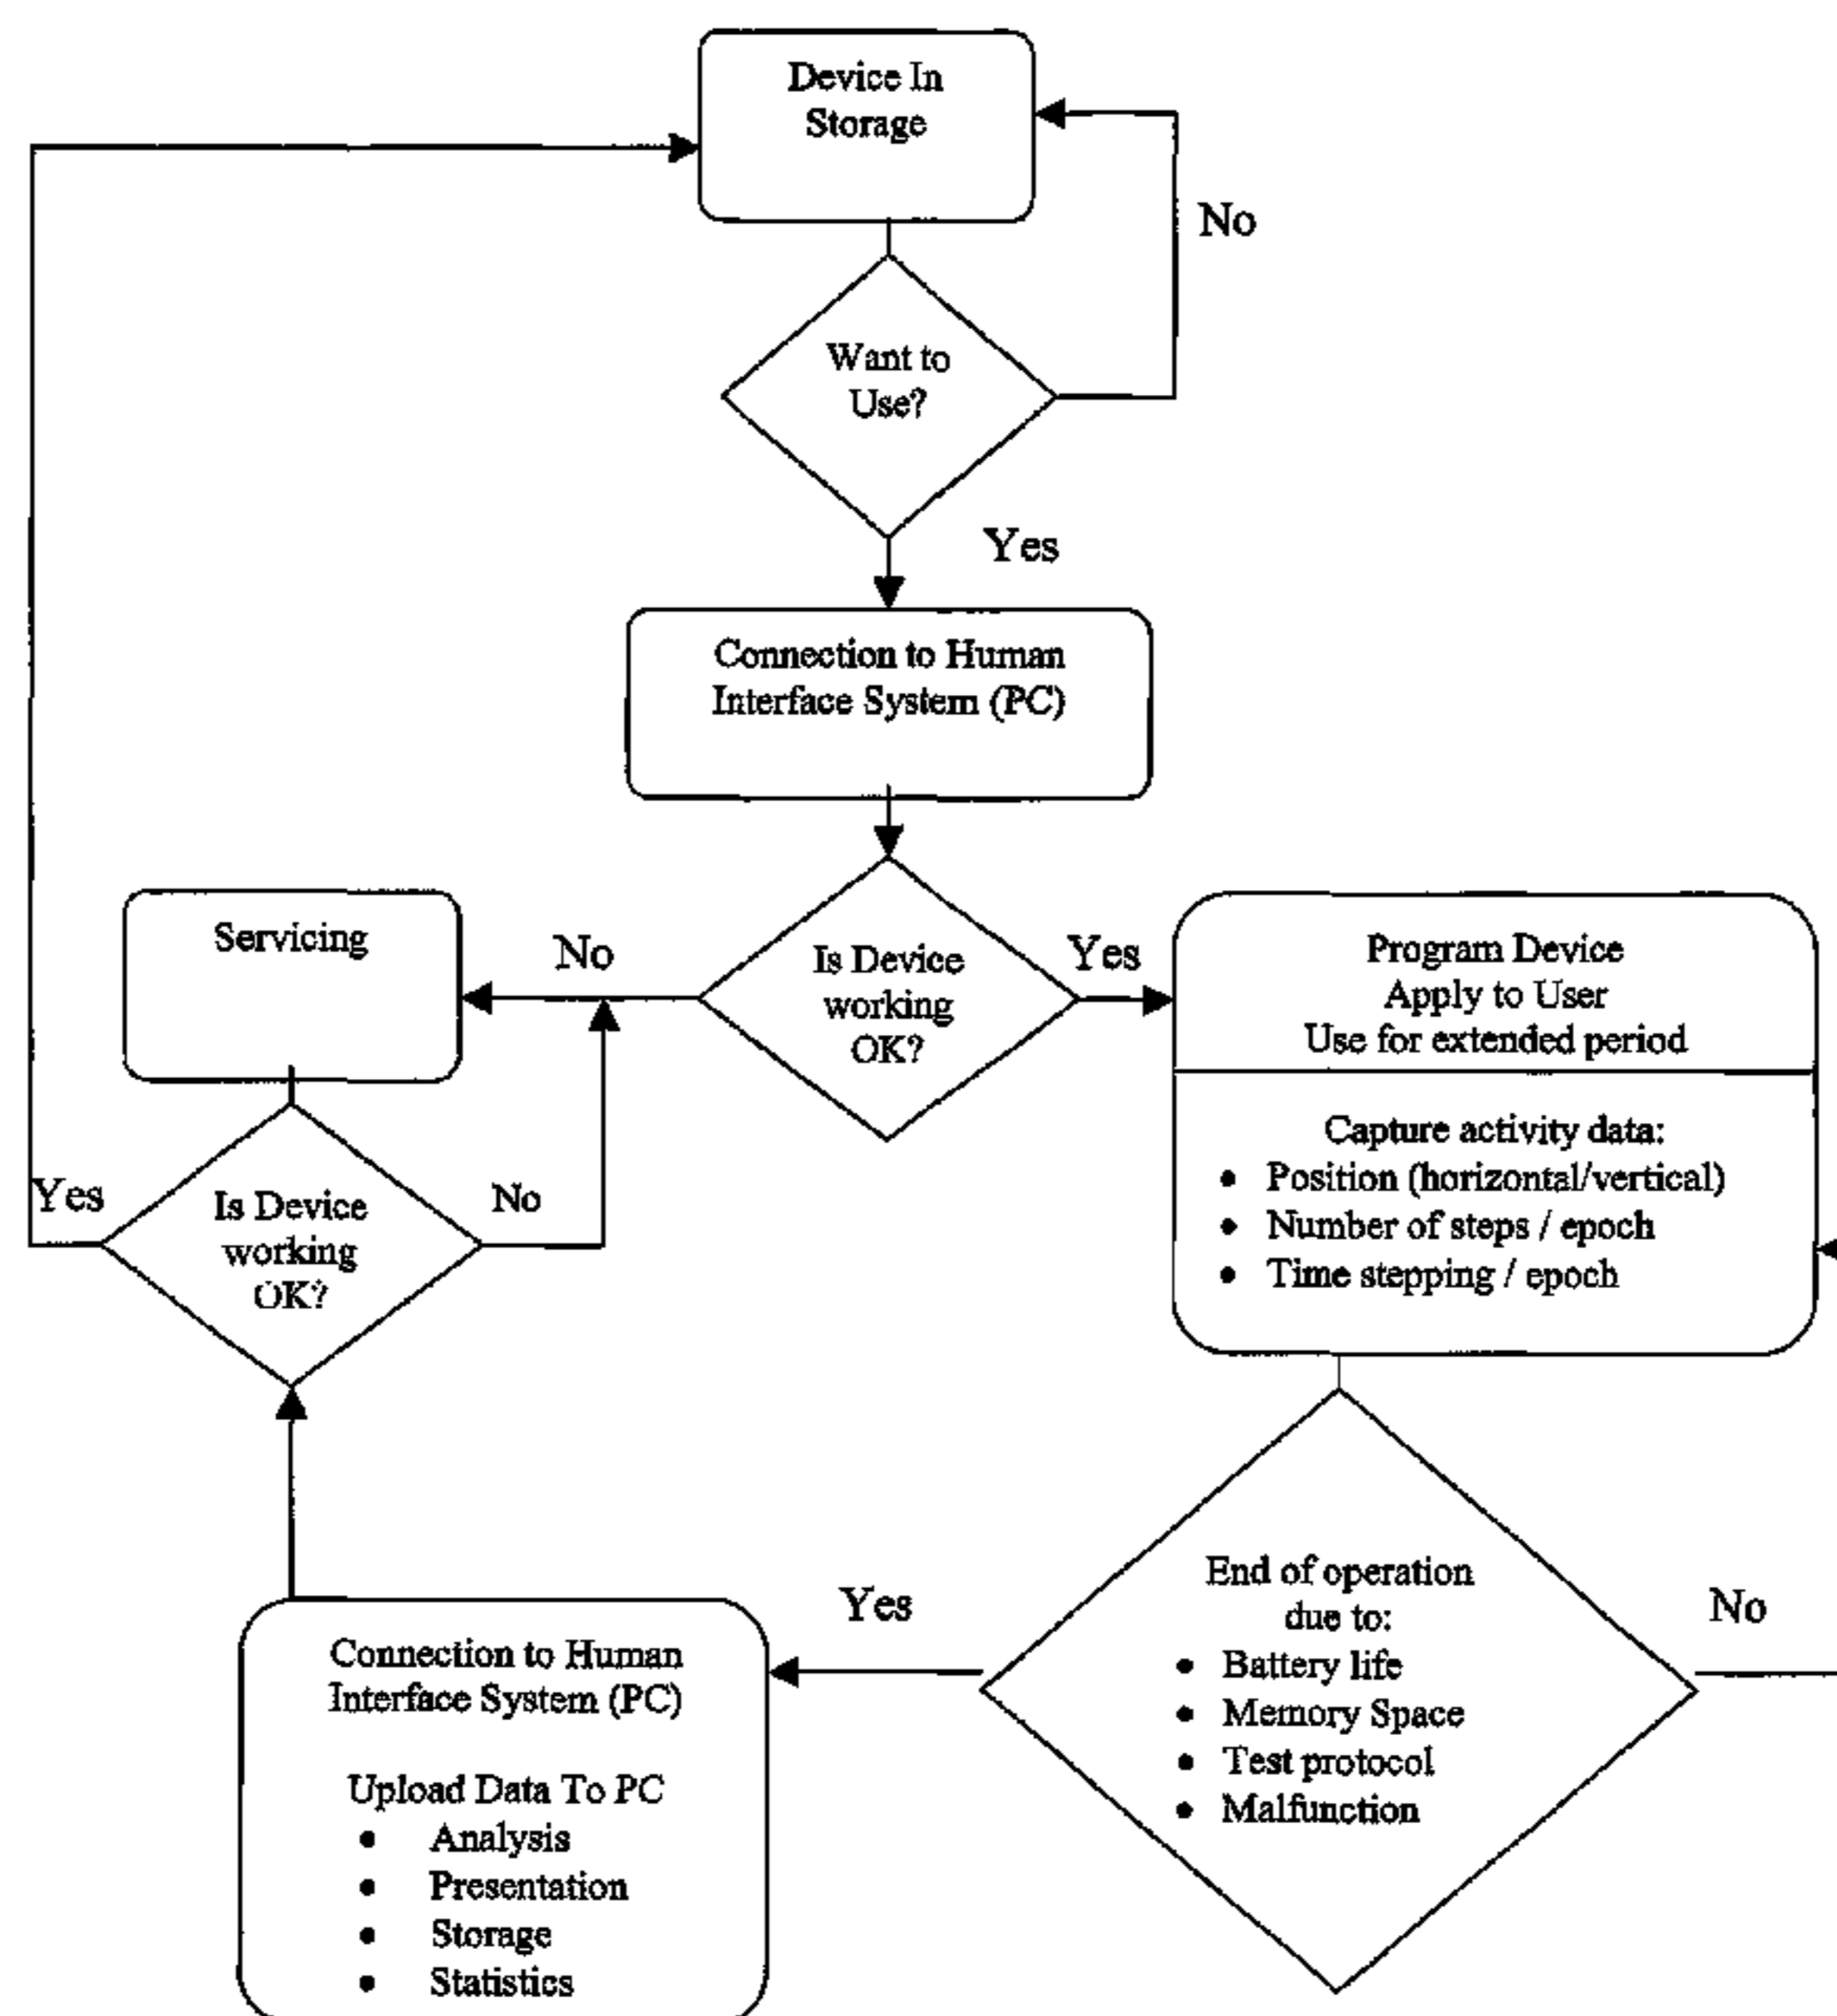 Device In
Storage
No
Want to
Use?
Yes
Connection to Human
Interface System (PC)
Servicing
No
Is Device
working
OK?
Yes
Program Device
Apply to User
Use for extended period
Capture activity data:
• Position (horizontal/vertical)
• Number of steps / epoch
• Time stepping / epoch
Yes
Is Device
working
OK?
No
End of operation
due to:
• Battery life
• Memory Space
• Test protocol
• Malfunction
Yes
No
Connection to Human
Interface System (PC)
Upload Data To PC
• Analysis
• Presentation
• Storage
• Statistics